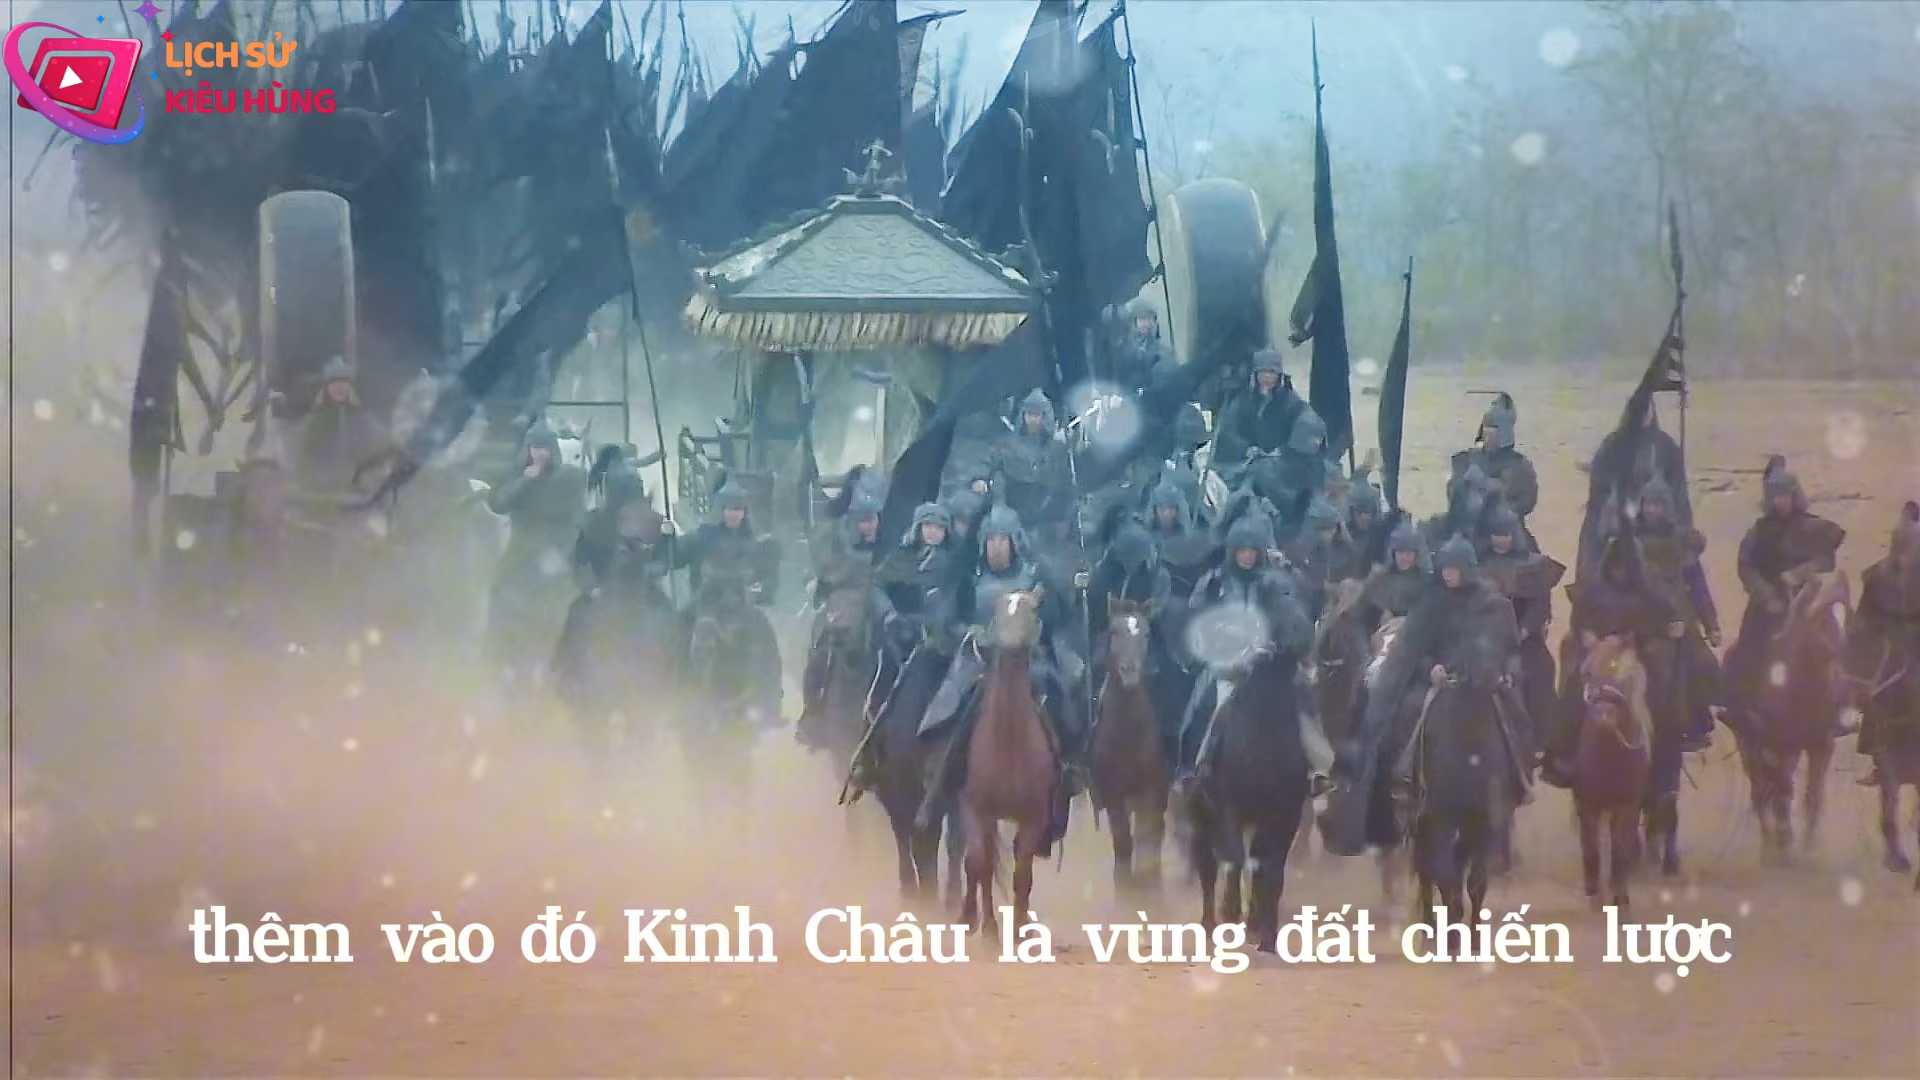 LỊCH SỬ
KIÊU HÙNG
thêm vào đó Kinh Châu là vùng đất chiến lược